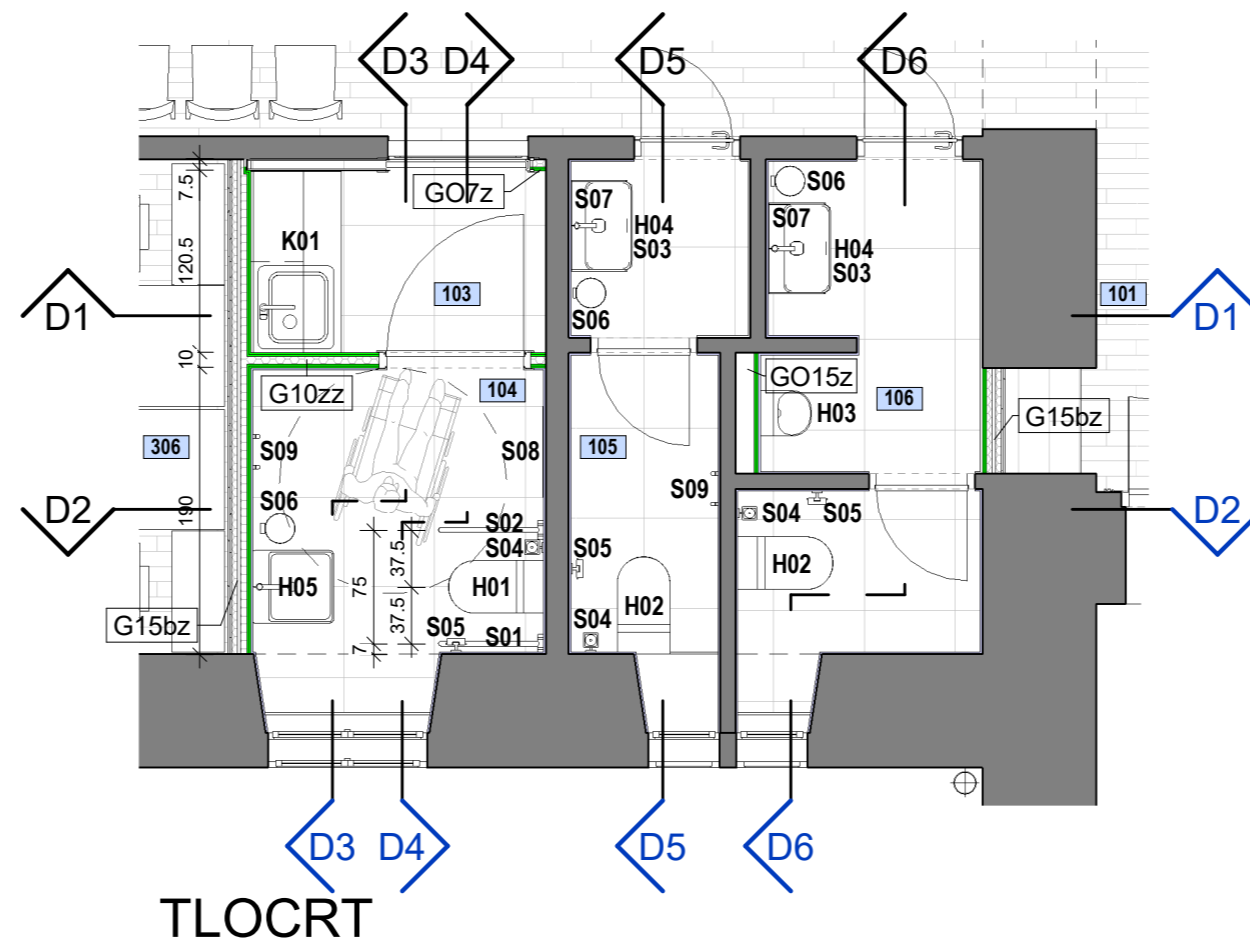 D3 D4 D5 D6
GO7z
S06
S07
H04
S03
S07
H04
S03
S06
K01
7.5
120.5
103
101
D1
D1
10
G10zz
104
GO15z
H03
106
G15bz
306
S09
S08
105
S09
S06
S02
S04
S04
S05
D2
D2
190
H05
75
37.5
37.5
7
H01
S05
S01
S05
H02
S04
H02
G15bz
D3 D4 D5 D6
TLOCRT